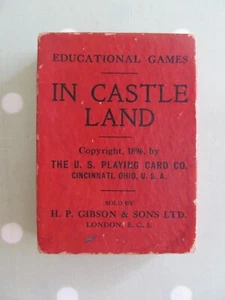 EDUCATIONAL GAMES
IN CASTLE
LAND
Copyright, 1896, by
THE U. S. PLAYING CARD CO.
CINCINNATI, OHIO, U. S. A.
SOLD BY
H. P. GIBSON & SONS LTD.
LONDON, E. C. 1.